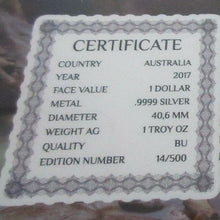 CERTIFICATE
COUNTRY AUSTRALIA
YEAR 2017
FACE VALUE 1 DOLLAR
METAL .9999 SILVER
DIAMETER 40,6 MM
WEIGHT AG 1 TROY OZ
QUALITY BU
EDITION NUMBER 14/500